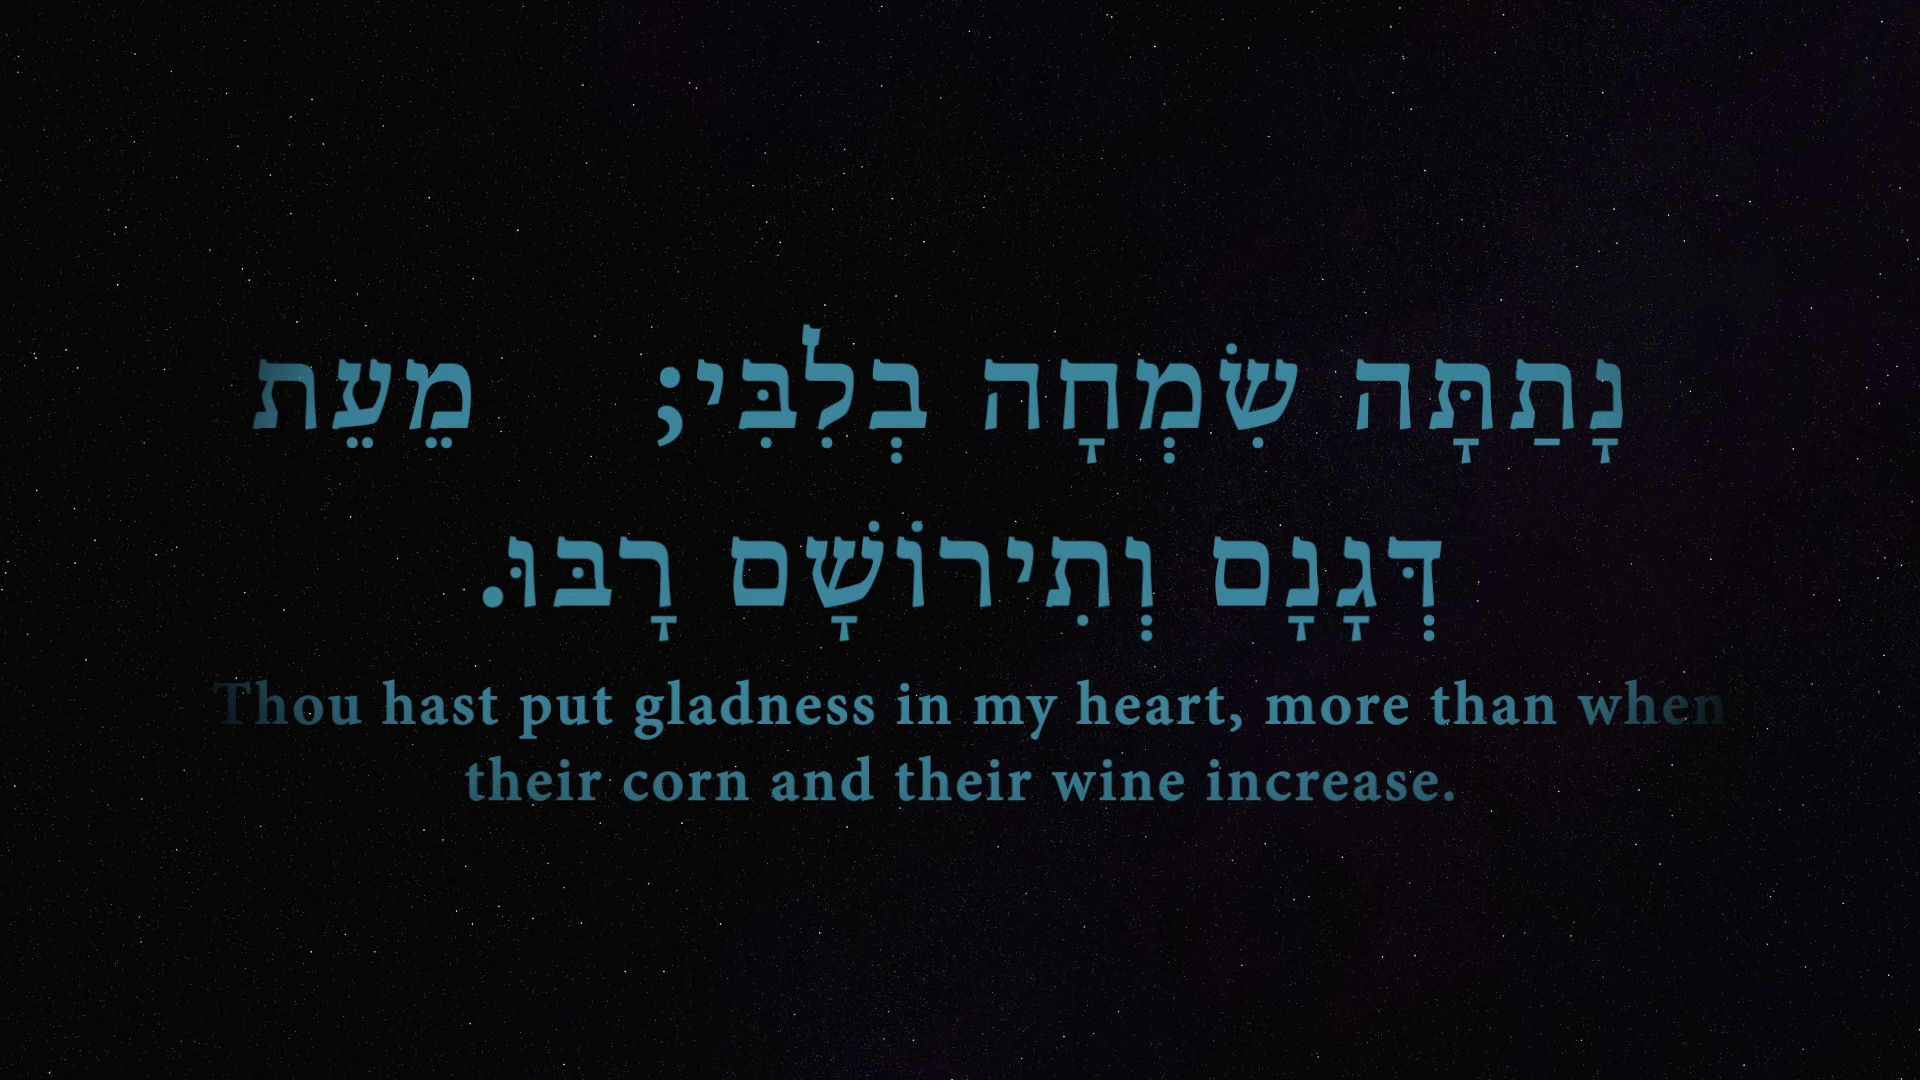 נָתַתָּה שִׂמְחָה בְלִבִּי; מֵעֵת
דְּגָנָם וְתִירוֹשָׁם רָבּוּ.
Thou hast put gladness in my heart, more than when
their corn and their wine increase.